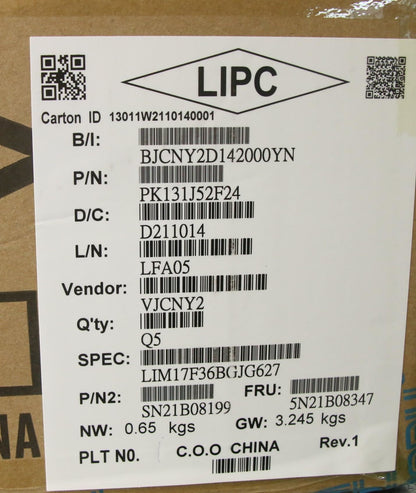 LIPC
Carton ID 13011W2110140001
B/I:
BJCNY2D142000YN
P/N:
PK131J52F24
D/C:
D211014
L/N:
LFA05
Vendor:
VJCNY2
Q'ty:
Q5
SPEC:
LIM17F36BGJG627
P/N2: FRU:
SN21B08199 5N21B08347
NW: 0.65 kgs GW: 3.245 kgs
PLT N0. C.O.O CHINA Rev.1
NA